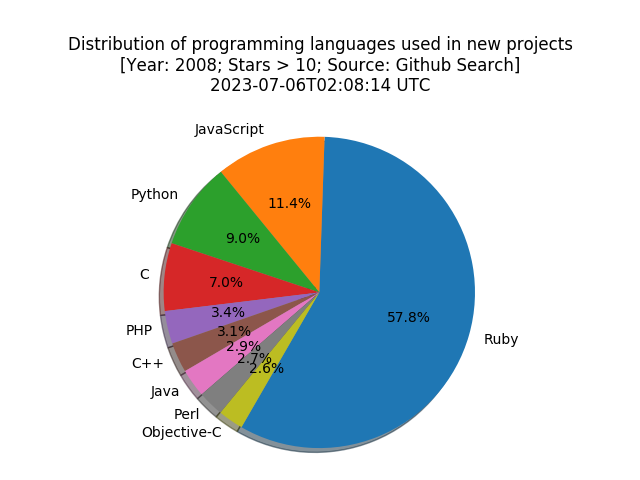 Distribution of programming languages used in new projects
[Year: 2008; Stars > 10; Source: Github Search]
2023-07-06T02:08:14 UTC
JavaScript
11.4%
Python
9.0%
C
7.0%
PHP
3.4%
C++
3.1%
Java
2.9%
Perl
2.7%
Objective-C
2.6%
Ruby
57.8%